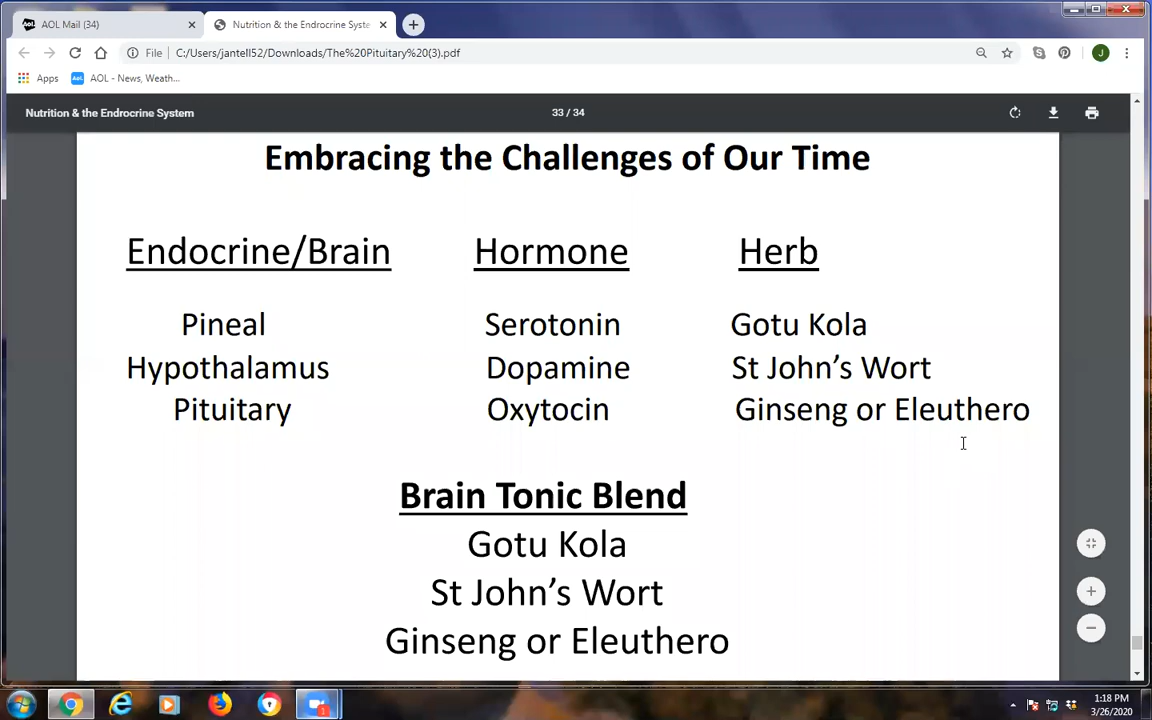 AOL Mail (34)
Nutrition & the Endocrine Syste
File
C:/Users/jantell52/Downloads/The%20Pituitary%20(3).pdf
J
Apps
Aol.
AOL - News, Weath...
Nutrition & the Endrocrine System
33 / 34
Embracing the Challenges of Our Time
Endocrine/Brain Hormone Herb
Pineal Serotonin Gotu Kola
Hypothalamus Dopamine St John’s Wort
Pituitary Oxytocin Ginseng or Eleuthero
Brain Tonic Blend
Gotu Kola
St John’s Wort
Ginseng or Eleuthero
1:18 PM
3/26/2020